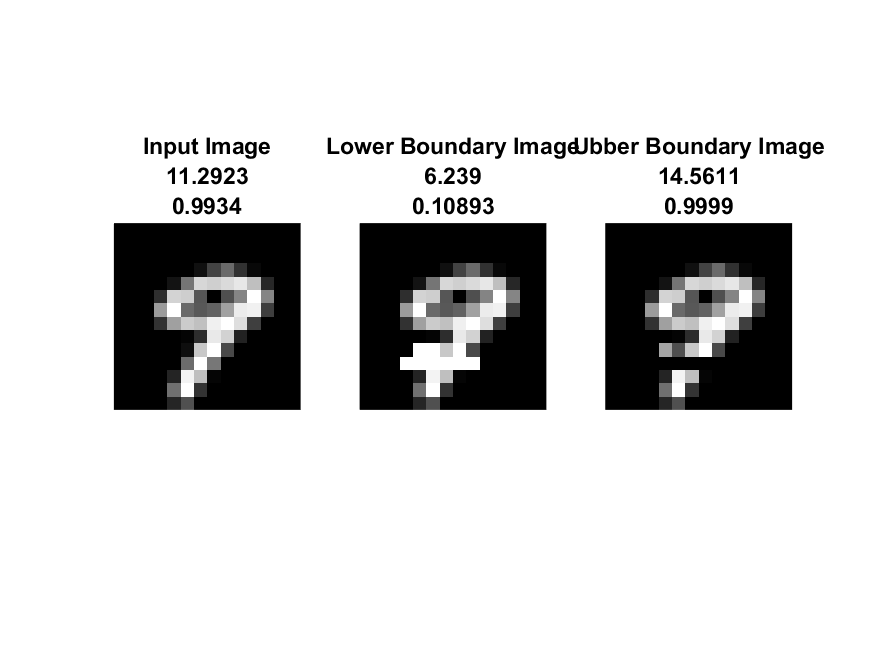 Input Image
11.2923
0.9934
Lower Boundary Image
6.239
0.10893
Ubber Boundary Image
14.5611
0.9999